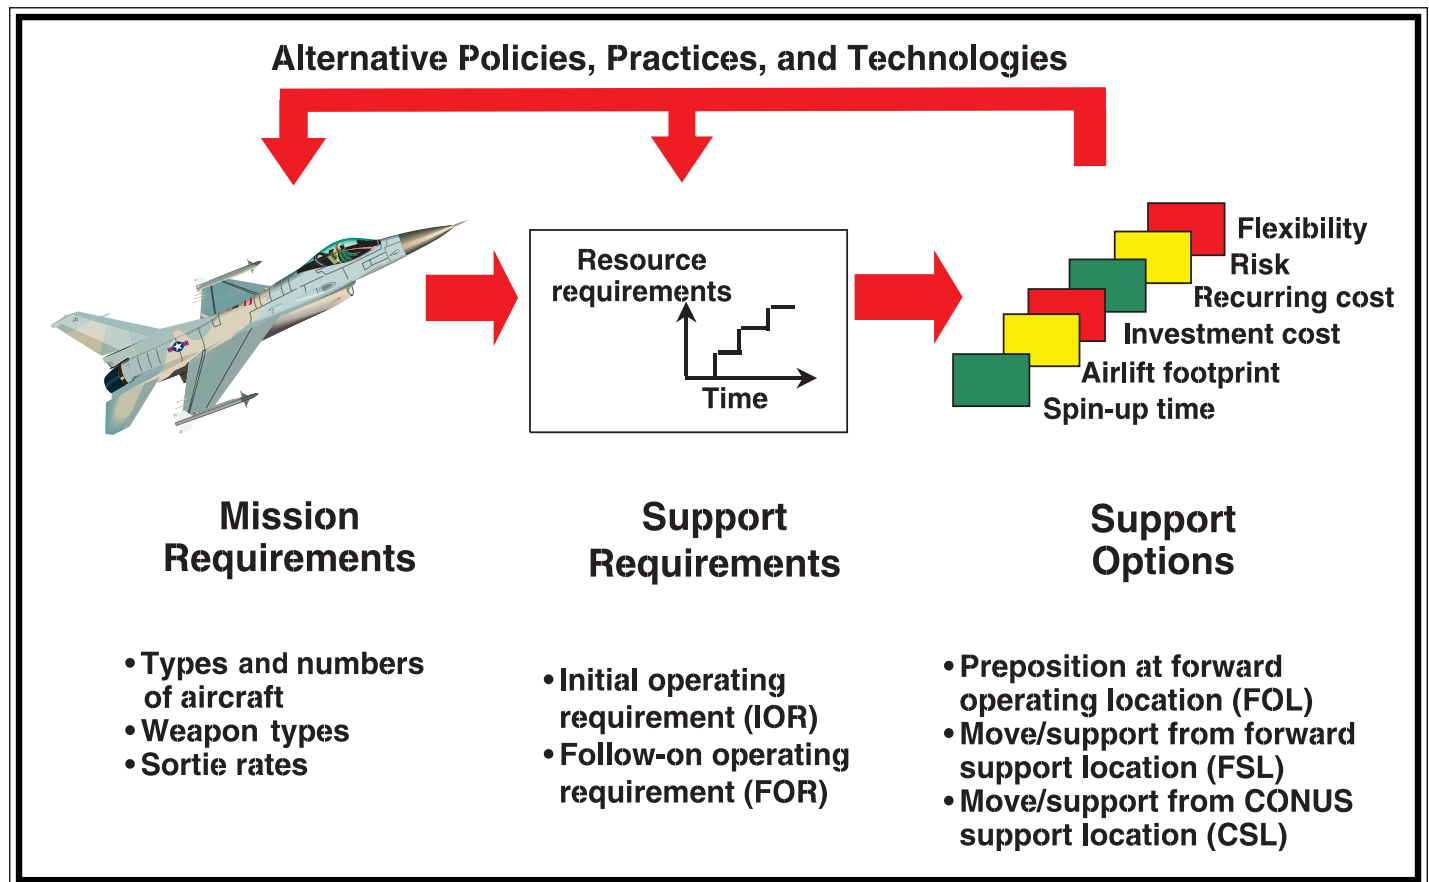 Alternative Policies, Practices, and Technologies
Resource
requirements
Time
Flexibility
Risk
Recurring cost
Investment cost
Airlift footprint
Spin-up time
Mission
Requirements
Support
Requirements
Support
Options
• Types and numbers
of aircraft
• Weapon types
• Sortie rates
• Initial operating
requirement (IOR)
• Follow-on operating
requirement (FOR)
• Preposition at forward
operating location (FOL)
• Move/support from forward
support location (FSL)
• Move/support from CONUS
support location (CSL)